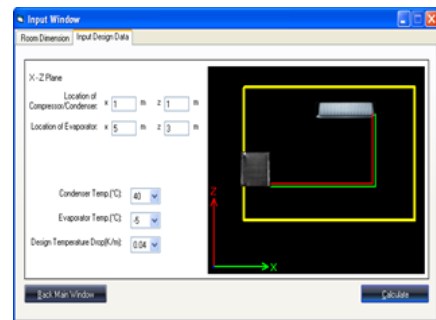 Input Window
Room Dimension Input Design Data
X-Z Plane
Location of
Compressor/Condenser: x 1 m z 1 m
Location of Evaporator: x 5 m z 3 m
Condenser Temp.(°C): 40
Evaporator Temp.(°C): -5
Design Temperature Drop(K/m): 0.04
Z
X
Back Main Window
Calculate